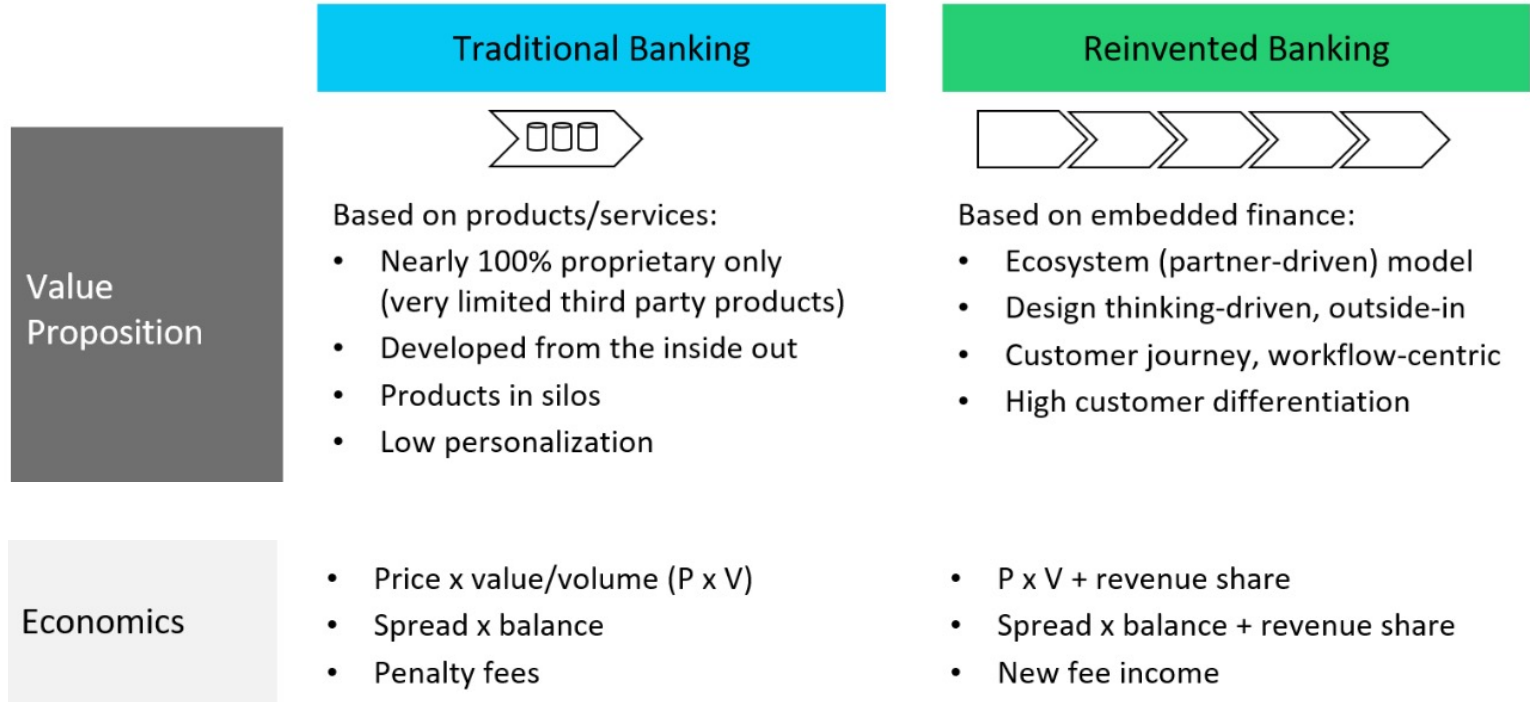 Traditional Banking
Reinvented Banking
Value
Proposition
Based on products/services:
• Nearly 100% proprietary only
(very limited third party products)
• Developed from the inside out
• Products in silos
• Low personalization
Based on embedded finance:
• Ecosystem (partner-driven) model
• Design thinking-driven, outside-in
• Customer journey, workflow-centric
• High customer differentiation
Economics
• Price x value/volume (P x V)
• Spread x balance
• Penalty fees
• P x V + revenue share
• Spread x balance + revenue share
• New fee income